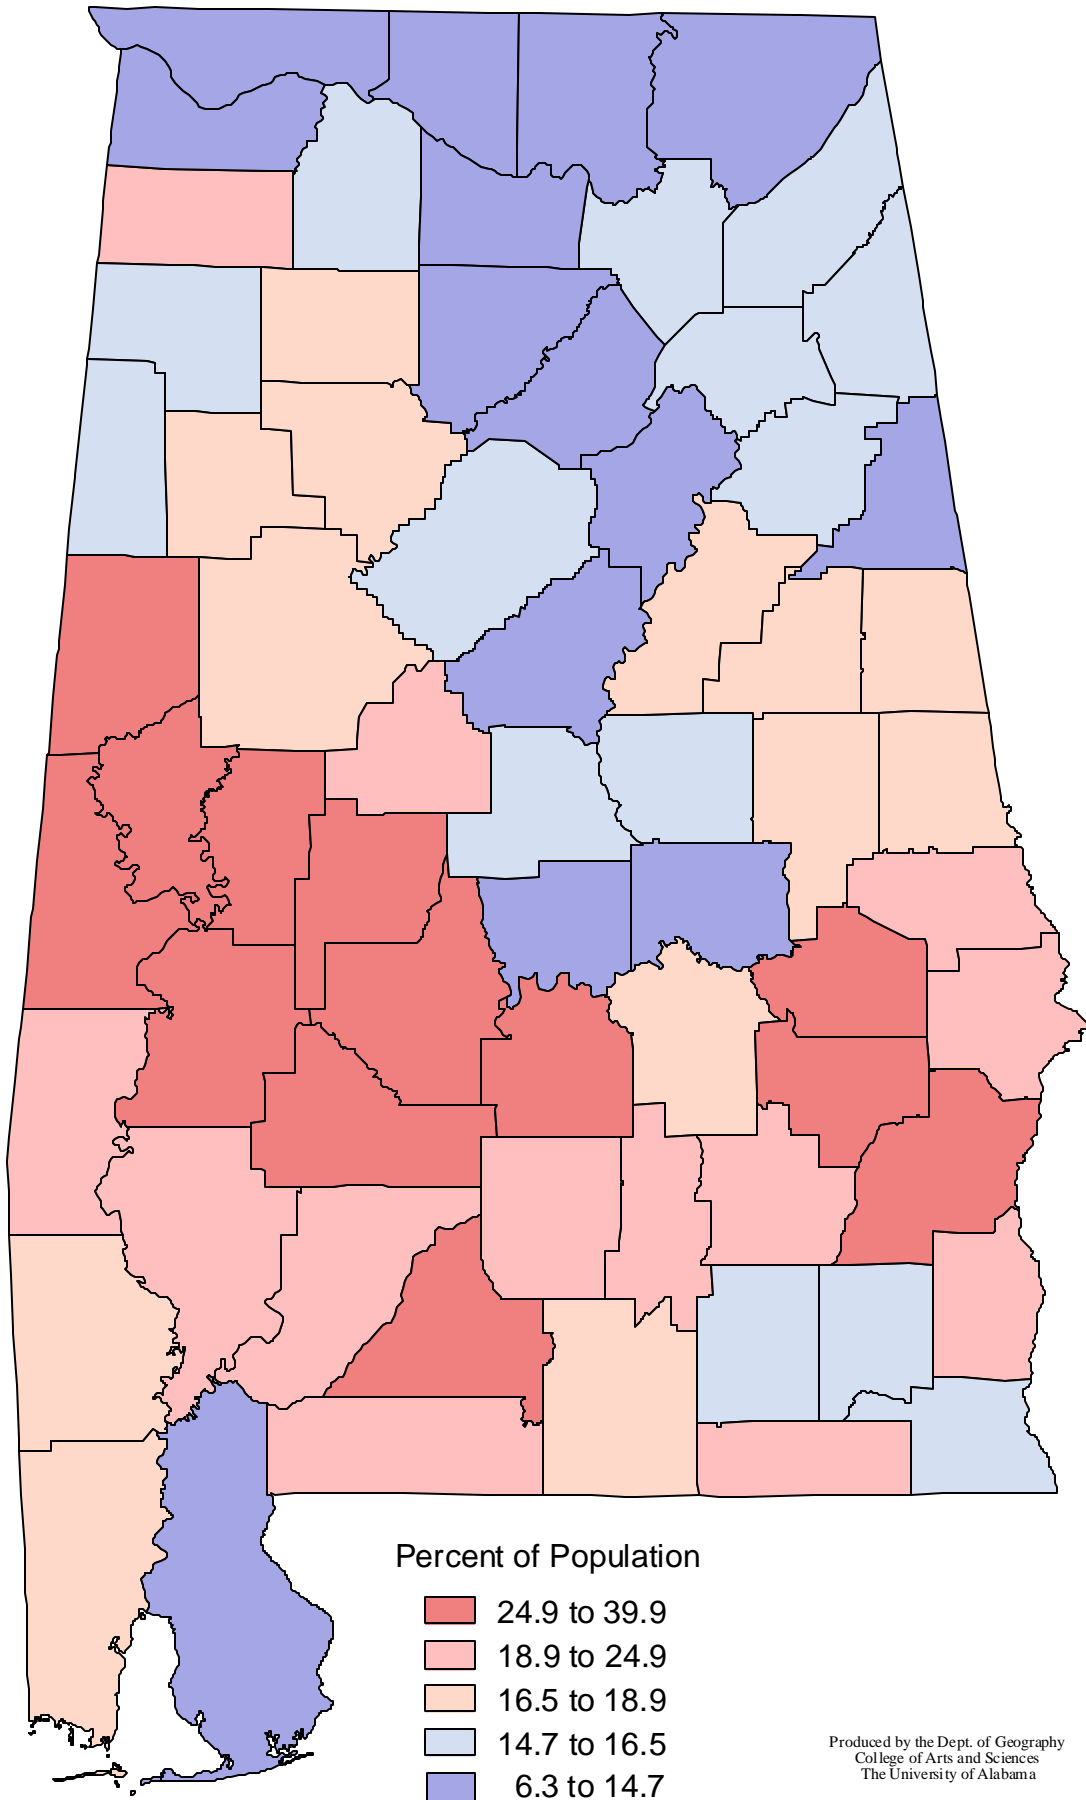 Percent of Population
24.9 to 39.9
18.9 to 24.9
16.5 to 18.9
14.7 to 16.5
6.3 to 14.7
Produced by the Dept. of Geography
College of Arts and Sciences
The University of Alabama